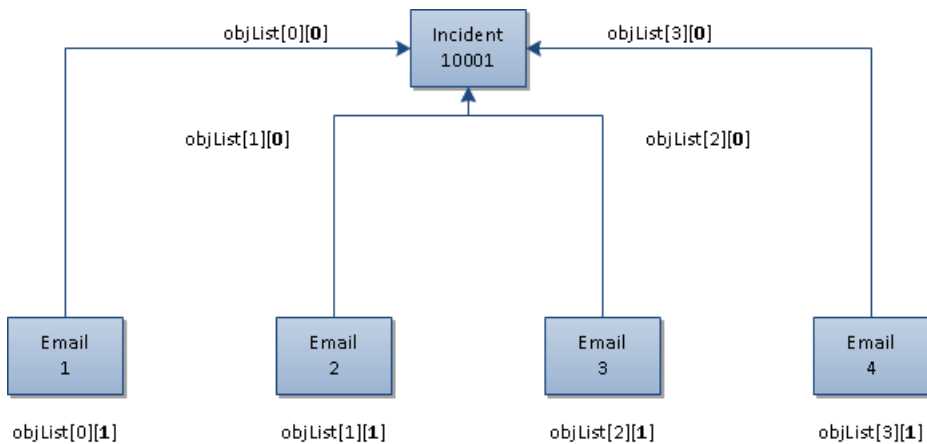 objList[0][0]
Incident
10001
objList[3][0]
objList[1][0]
objList[2][0]
Email
1
Email
2
Email
3
Email
4
objList[0][1]
objList[1][1]
objList[2][1]
objList[3][1]